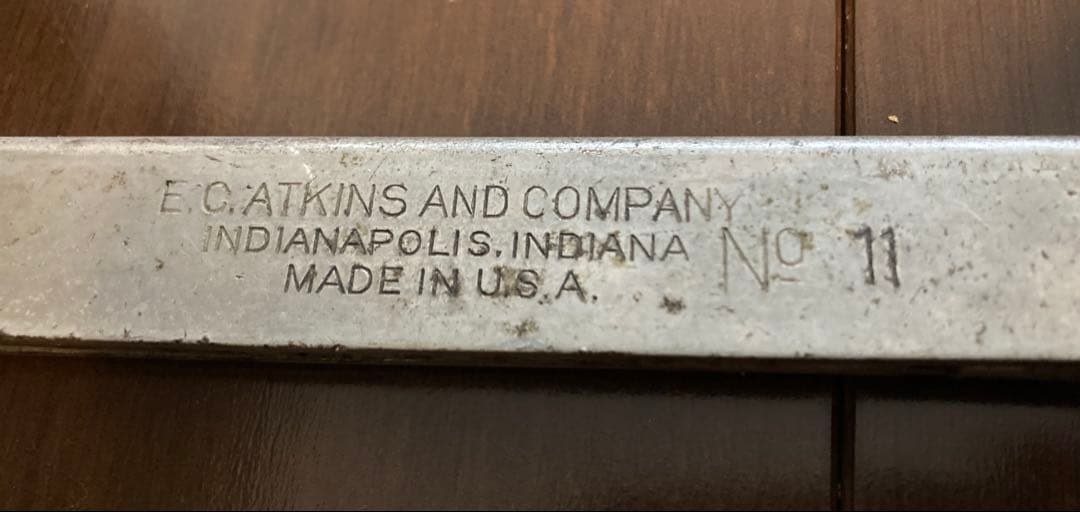 E.C. ATKINS AND COMPANY
INDIANAPOLIS, INDIANA Nº 11
MADE IN U.S.A.